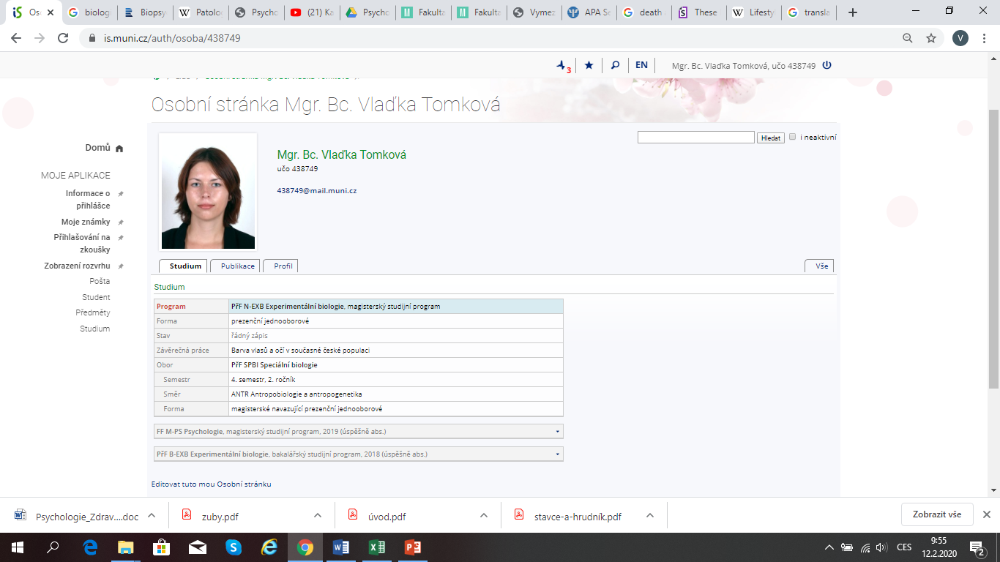 Os
biologi
Biopsy
Patolo
Psycho
(21) Ka
Psycho
Fakulta
Fakulta
Vymez
APA Se
death
These
Lifesty
transla
is.muni.cz/auth/osoba/438749
V
3
EN
Mgr. Bc. Vlaďka Tomková, učo 438749
Osobní stránka Mgr. Bc. Vlaďka Tomková
Hledat
i neaktivní
Domů
MOJE APLIKACE
Informace o
přihlášce
Moje známky
Přihlašování na
zkoušky
Zobrazení rozvrhu
Pošta
Student
Předměty
Studium
Mgr. Bc. Vlaďka Tomková
učo 438749
438749@mail.muni.cz
Studium
Publikace
Profil
Vše
Studium
Program PřF N-EXB Experimentální biologie, magisterský studijní program
Forma prezenční jednooborové
Stav řádný zápis
Závěrečná práce Barva vlasů a očí v současné české populaci
Obor PřF SPBI Speciální biologie
Semestr 4. semestr, 2. ročník
Směr ANTR Antropobiologie a antropogenetika
Forma magisterské navazující prezenční jednooborové
FF M-PS Psychologie, magisterský studijní program, 2019 (úspěšně abs.)
PřF B-EXB Experimentální biologie, bakalářský studijní program, 2018 (úspěšně abs.)
Editovat tuto mou Osobní stránku
Psychologie_Zdrav....doc
zuby.pdf
úvod.pdf
stavce-a-hrudník.pdf
Zobrazit vše
CES
9:55
12.2.2020
2